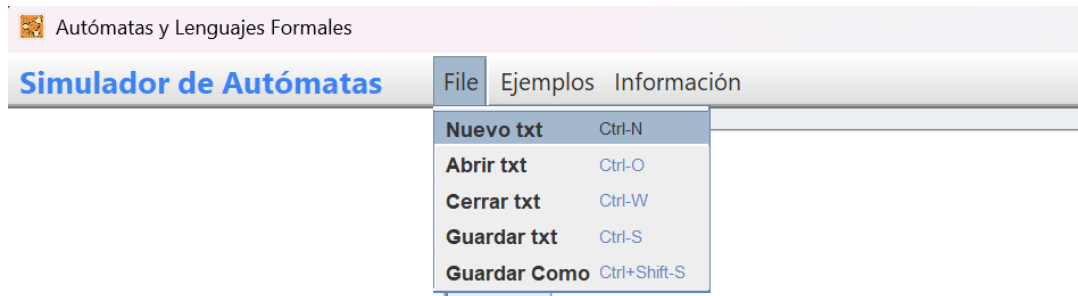 Autómatas y Lenguajes Formales
Simulador de Autómatas File Ejemplos Información
Nuevo txt Ctrl-N
Abrir txt Ctrl-O
Cerrar txt Ctrl-W
Guardar txt Ctrl-S
Guardar Como Ctrl+Shift-S